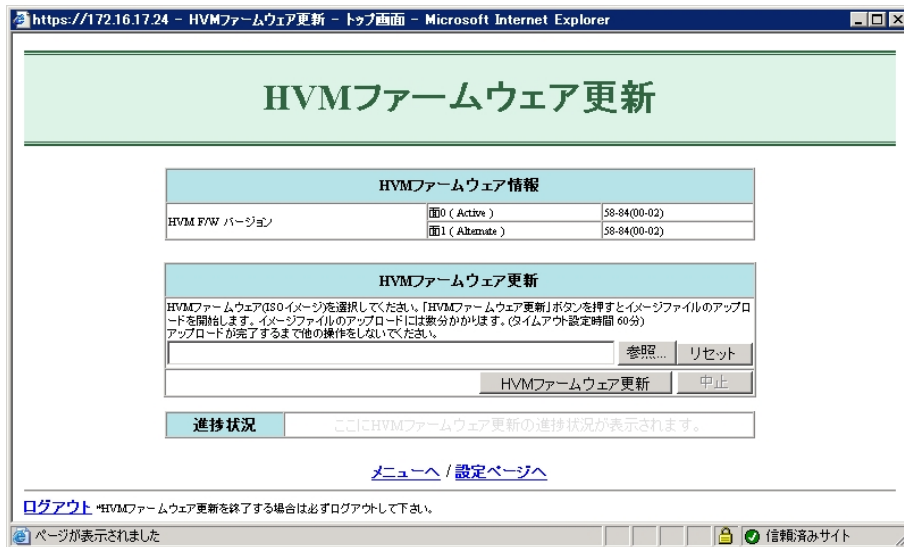 https://172.16.17.24 - HVMファームウェア更新 - トップ画面 - Microsoft Internet Explorer
HVMファームウェア更新
HVMファームウェア情報
HVM F/W バージョン
面0 ( Active )
58-84(00-02)
面1 ( Alternate )
58-84(00-02)
HVMファームウェア更新
HVMファームウェア(ISOイメージ)を選択してください。「HVMファームウェア更新」ボタンを押すとイメージファイルのアップロ
ードを開始します。イメージファイルのアップロードには数分かかります。(タイムアウト設定時間 60分)
アップロードが完了するまで他の操作をしないでください。
参照...
リセット
HVMファームウェア更新
中止
進捗状況
ここにHVMファームウェア更新の進捗状況が表示されます。
メニューへ / 設定ページへ
ログアウト *HVMファームウェア更新を終了する場合は必ずログアウトして下さい。
ページが表示されました
信頼済みサイト